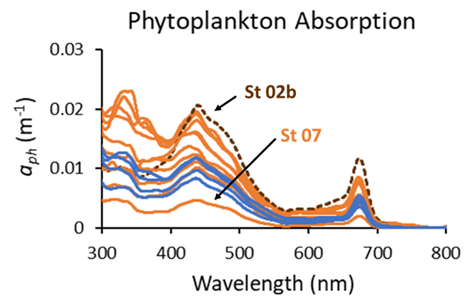 Phytoplankton Absorption
0.03
0.02
0.01
0
a_ph (m⁻¹)
St 02b
St 07
300 400 500 600 700 800
Wavelength (nm)